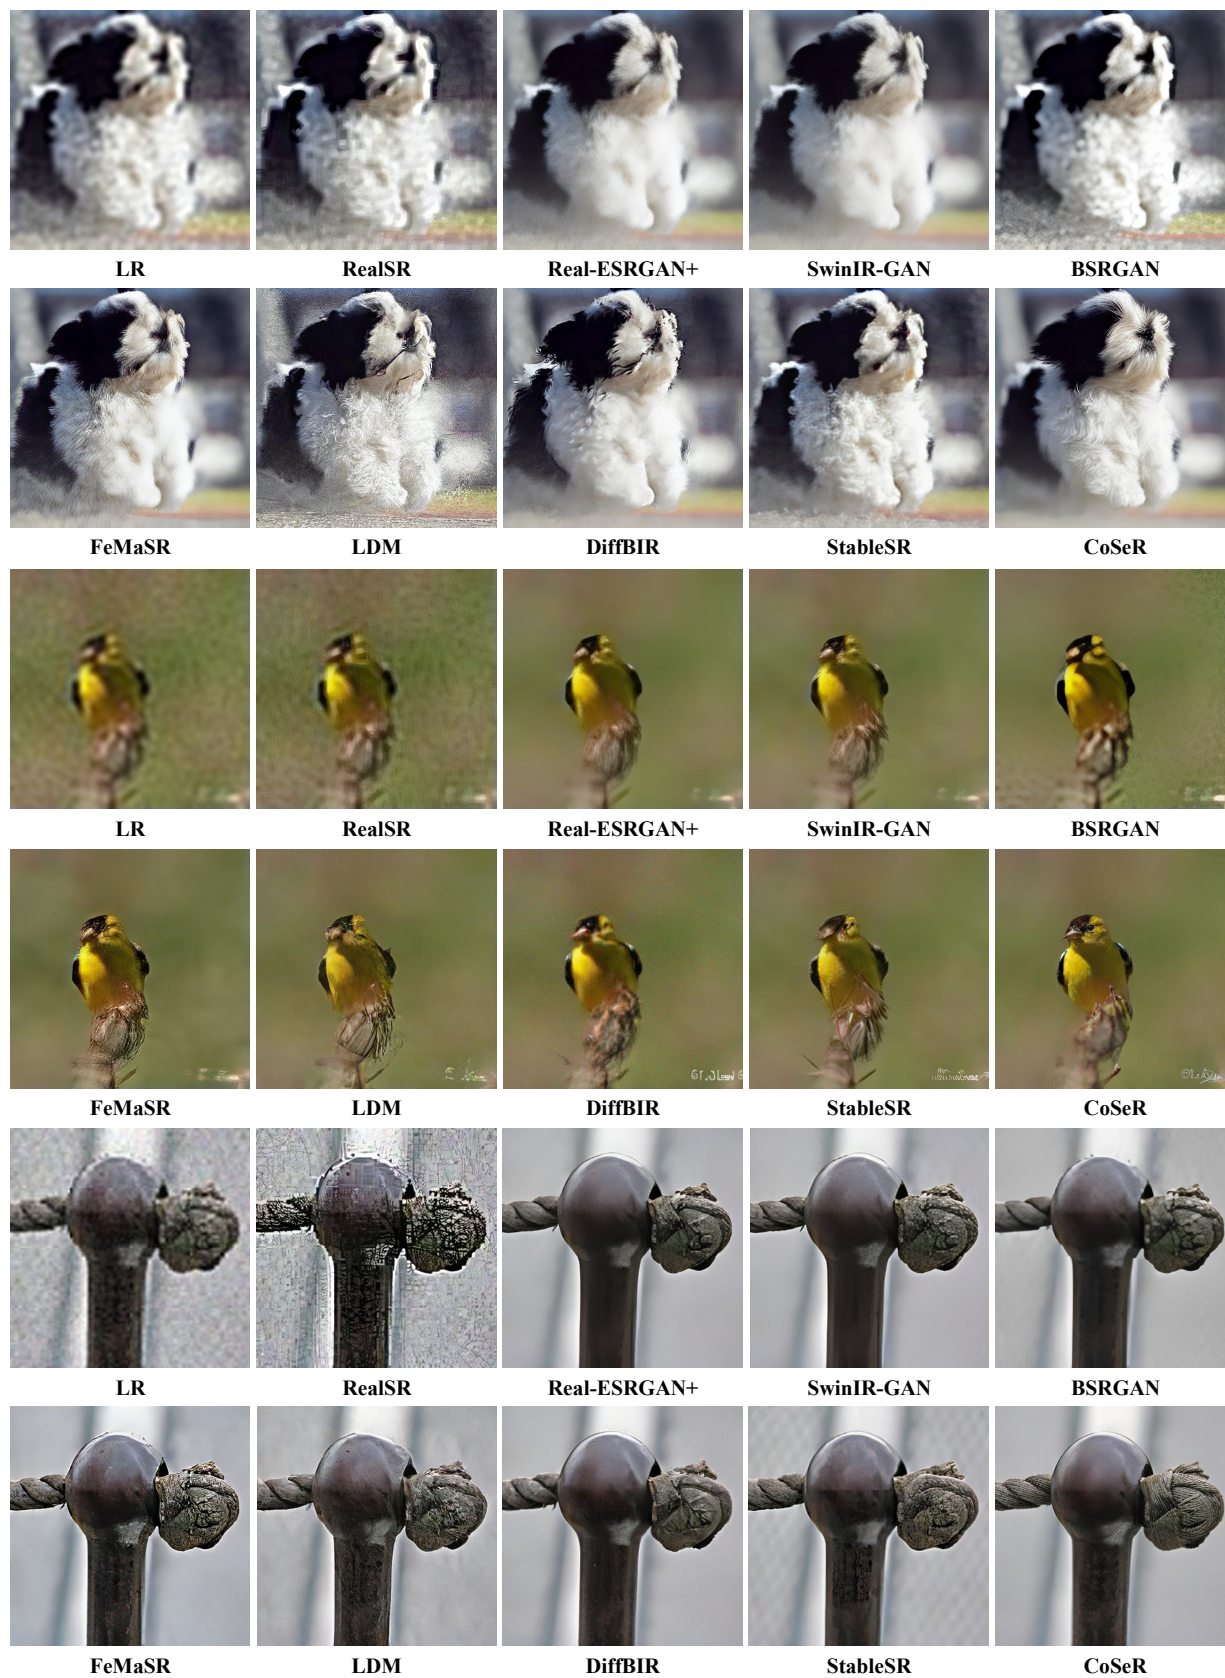 LR RealSR Real-ESRGAN+ SwinIR-GAN BSRGAN
FeMaSR LDM DiffBIR StableSR CoSeR
LR RealSR Real-ESRGAN+ SwinIR-GAN BSRGAN
FeMaSR LDM DiffBIR StableSR CoSeR
LR RealSR Real-ESRGAN+ SwinIR-GAN BSRGAN
FeMaSR LDM DiffBIR StableSR CoSeR